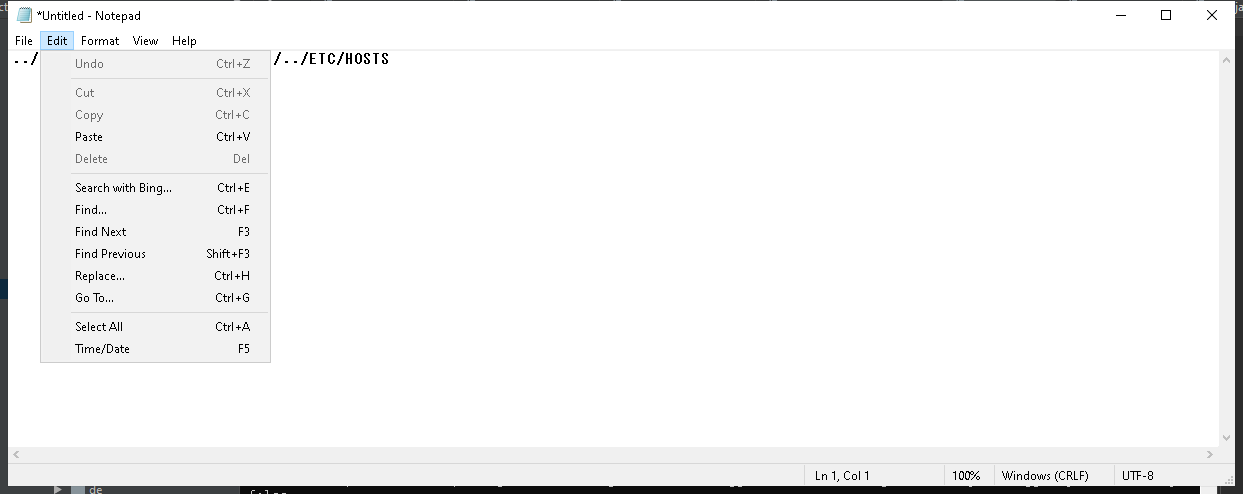 *Untitled - Notepad
File Edit Format View Help
../ /../ETC/HOSTS
Undo Ctrl+Z
Cut Ctrl+X
Copy Ctrl+C
Paste Ctrl+V
Delete Del
Search with Bing... Ctrl+E
Find... Ctrl+F
Find Next F3
Find Previous Shift+F3
Replace... Ctrl+H
Go To... Ctrl+G
Select All Ctrl+A
Time/Date F5
Ln 1, Col 1 100% Windows (CRLF) UTF-8
de